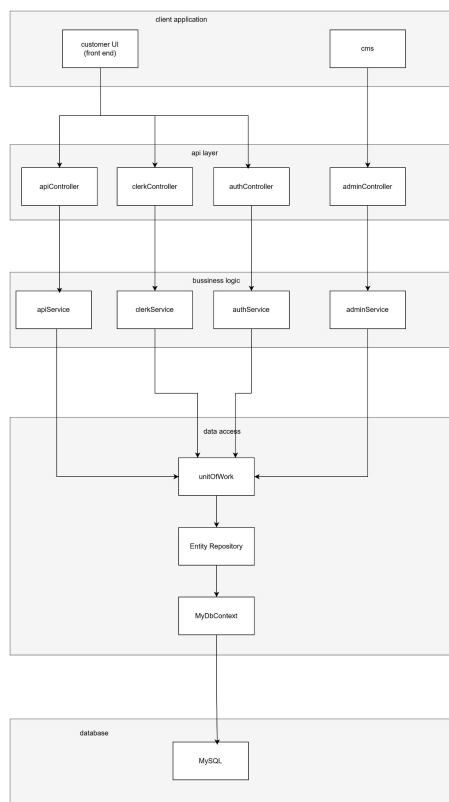 client application
customer UI
(front end)
cms
api layer
apiController
clerkController
authController
adminController
bussiness logic
apiService
clerkService
authService
adminService
data access
unitOfWork
Entity Repository
MyDbContext
database
MySQL